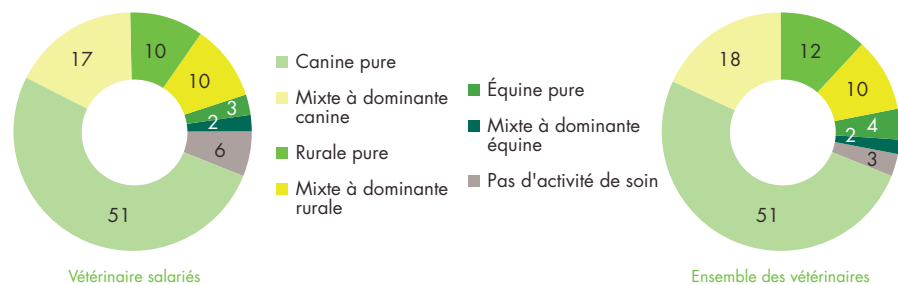 17
10
10
3
2
6
51
Vétérinaire salariés
Canine pure
Mixte à dominante
canine
Rurale pure
Mixte à dominante
rurale
Équine pure
Mixte à dominante
équine
Pas d'activité de soin
18
12
10
4
2
3
51
Ensemble des vétérinaires